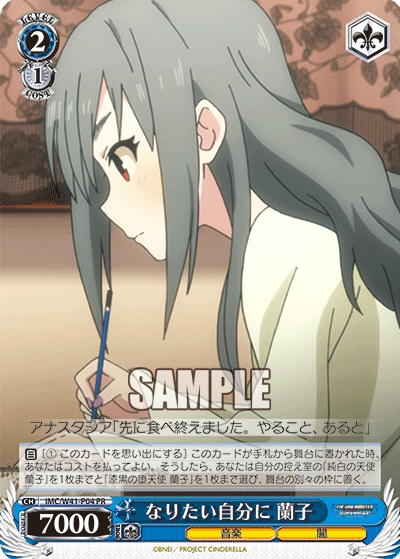 LEVEL
2
1
COST
SAMPLE
アナスタシア「先に食べ終えました。やること、あると」
自［① このカードを思い出にする］このカードが手札から舞台に置かれた時、
あなたはコストを払ってよい。そうしたら、あなたは自分の控え室の「純白の天使
蘭子」を1枚まで と「漆黒の堕天使 蘭子」を1枚まで選び、舞台の別々の枠に置く。
CH IMC/W41-P04 PR
POWER
7000
なりたい自分に 蘭子
音楽
闇
©BNEI／PROJECT CINDERELLA